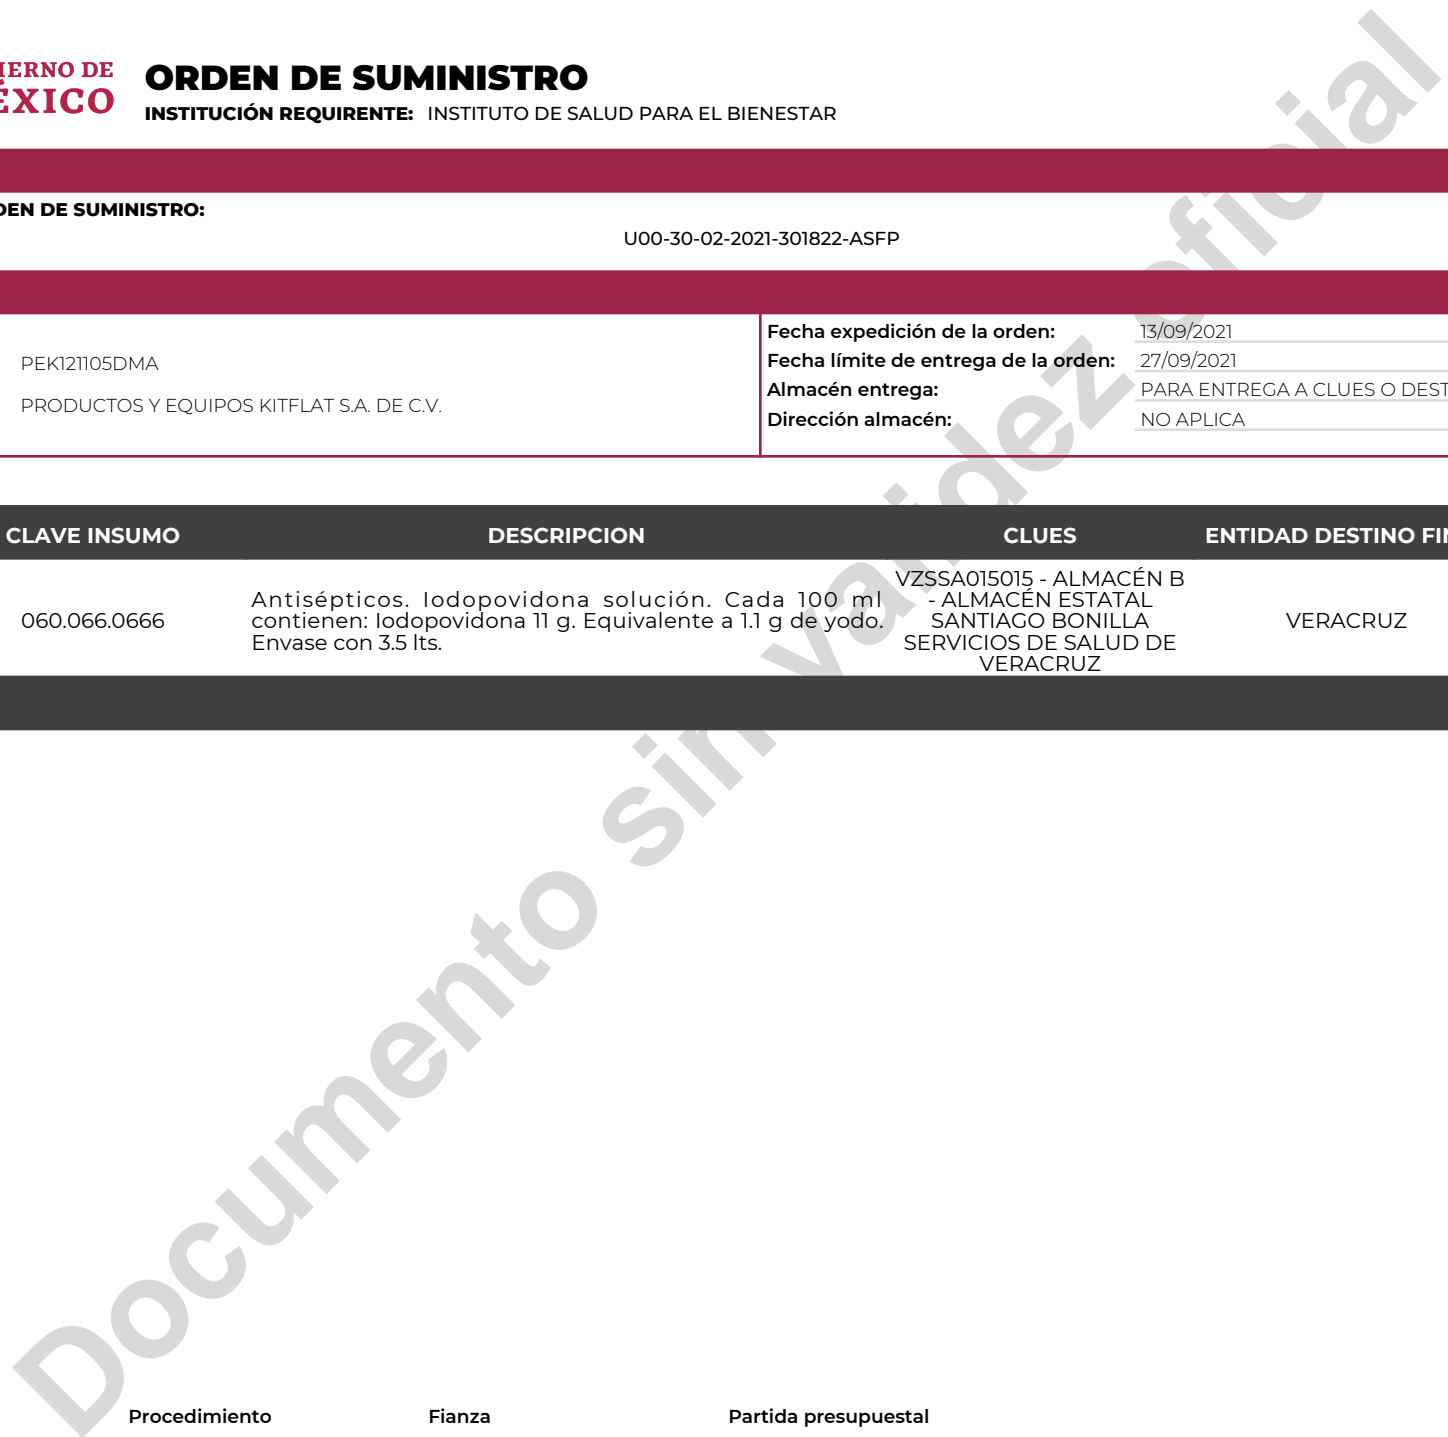 IERNO DE
ÉXICO
ORDEN DE SUMINISTRO
INSTITUCIÓN REQUIRENTE: INSTITUTO DE SALUD PARA EL BIENESTAR
DEN DE SUMINISTRO:
U00-30-02-2021-301822-ASFP
PEK121105DMA
PRODUCTOS Y EQUIPOS KITFLAT S.A. DE C.V.
Fecha expedición de la orden: 13/09/2021
Fecha límite de entrega de la orden: 27/09/2021
Almacén entrega: PARA ENTREGA A CLUES O DEST
Dirección almacén: NO APLICA
CLAVE INSUMO DESCRIPCION CLUES ENTIDAD DESTINO FIN
060.066.0666
Antisépticos. Iodopovidona solución. Cada 100 ml
contienen: Iodopovidona 11 g. Equivalente a 1.1 g de yodo.
Envase con 3.5 lts.
VZSSA015015 - ALMACÉN B
- ALMACÉN ESTATAL
SANTIAGO BONILLA
SERVICIOS DE SALUD DE
VERACRUZ
VERACRUZ
Documento sin validez oficial
Procedimiento Fianza Partida presupuestal